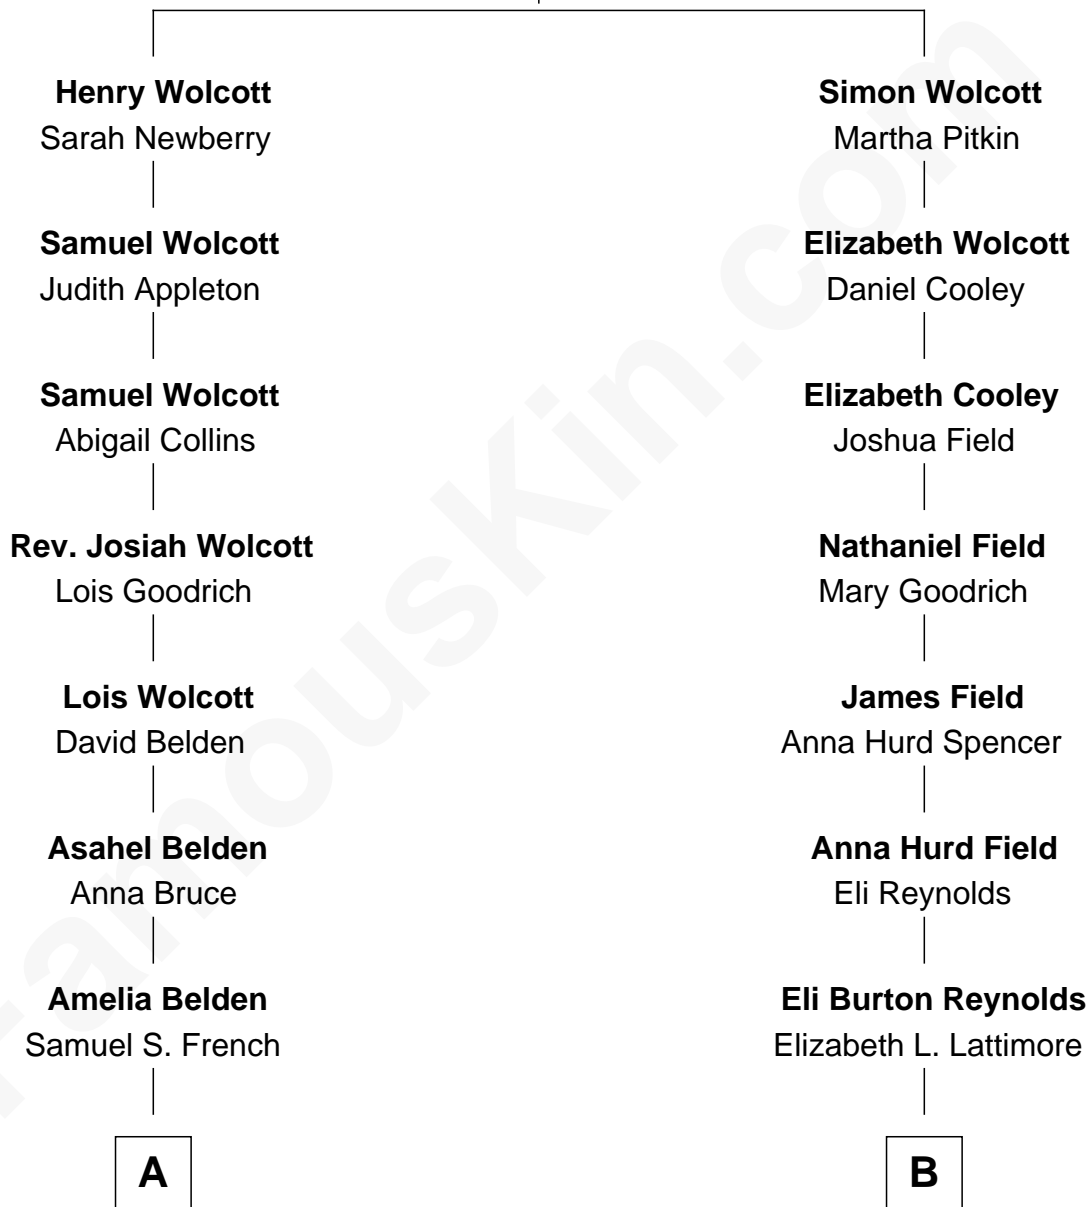 Henry Wolcott
Sarah Newberry
Samuel Wolcott
Judith Appleton
Samuel Wolcott
Abigail Collins
Rev. Josiah Wolcott
Lois Goodrich
Lois Wolcott
David Belden
Asahel Belden
Anna Bruce
Amelia Belden
Samuel S. French
A
Simon Wolcott
Martha Pitkin
Elizabeth Wolcott
Daniel Cooley
Elizabeth Cooley
Joshua Field
Nathaniel Field
Mary Goodrich
James Field
Anna Hurd Spencer
Anna Hurd Field
Eli Reynolds
Eli Burton Reynolds
Elizabeth L. Lattimore
B
FamousKin.com